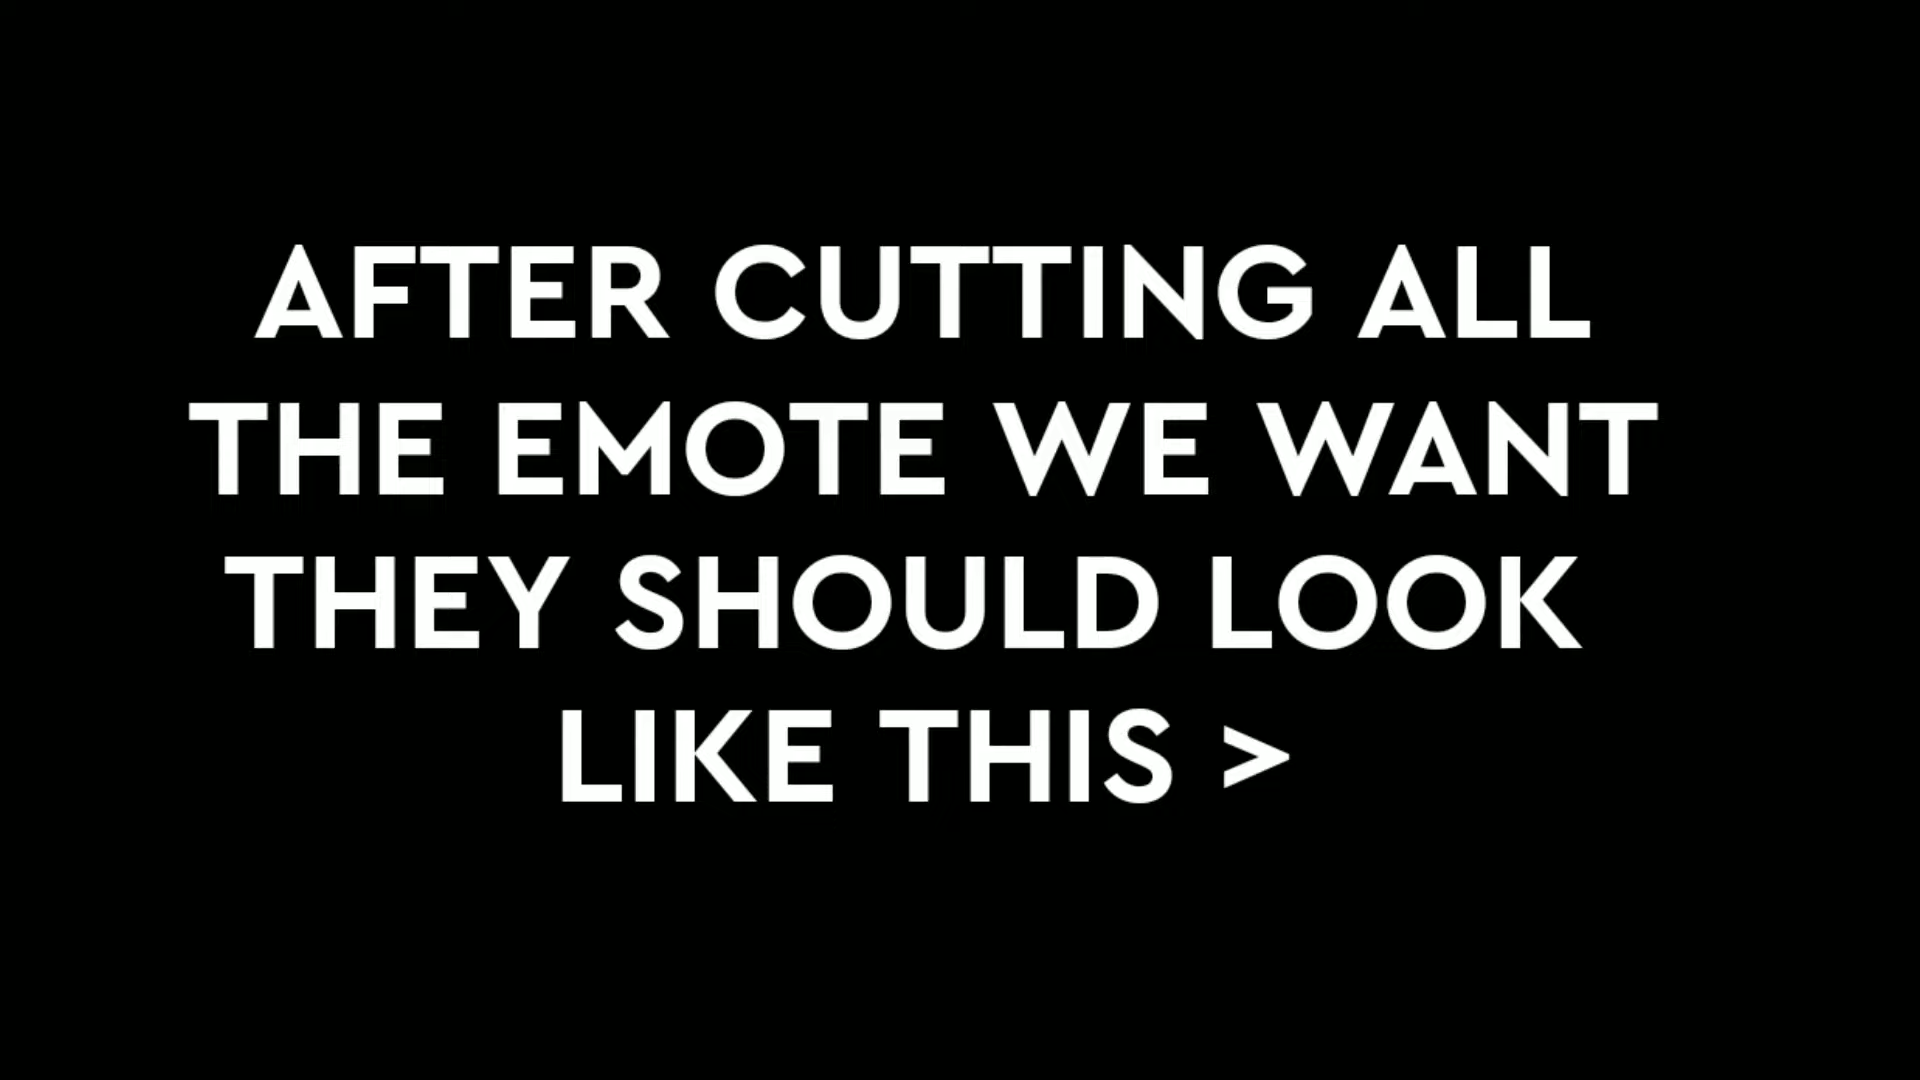 AFTER CUTTING ALL
THE EMOTE WE WANT
THEY SHOULD LOOK
LIKE THIS >